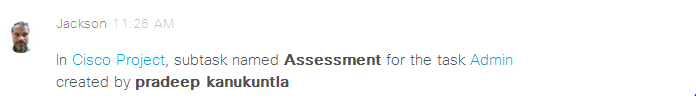 Jackson 11:26 AM
In Cisco Project, subtask named Assessment for the task Admin
created by pradeep kanukuntla